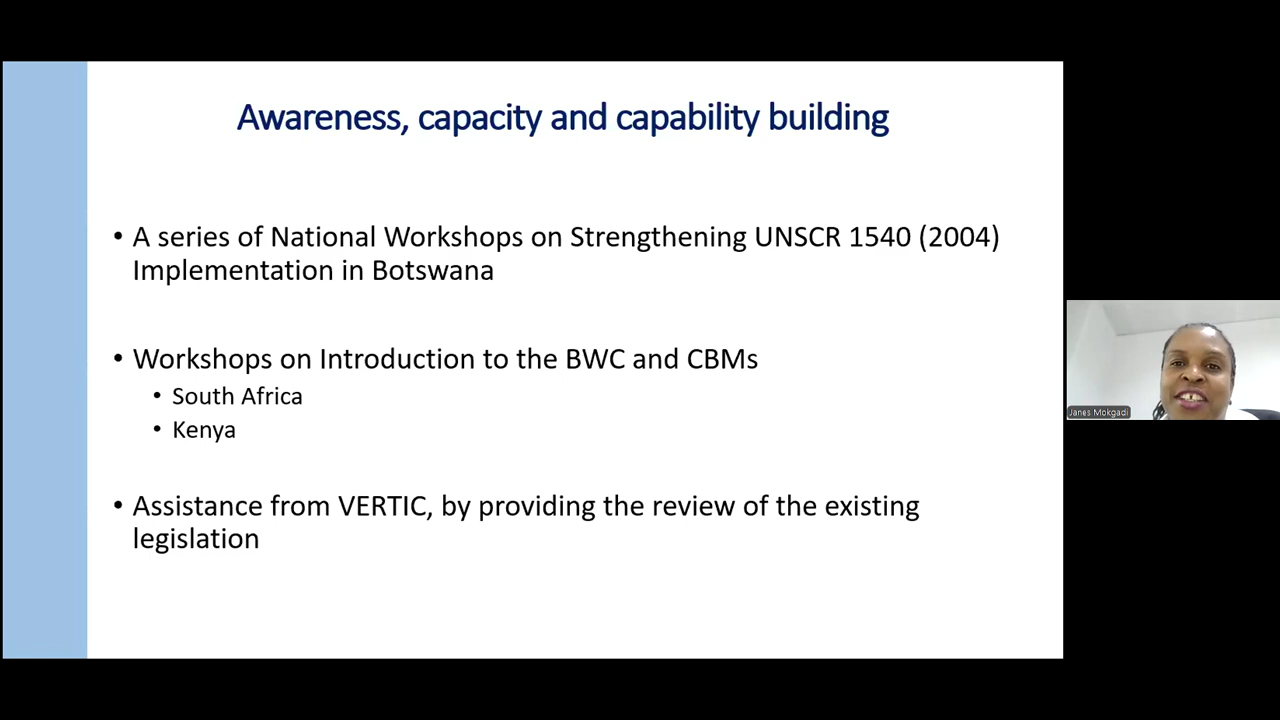 Awareness, capacity and capability building
• A series of National Workshops on Strengthening UNSCR 1540 (2004)
Implementation in Botswana
• Workshops on Introduction to the BWC and CBMs
• South Africa
• Kenya
• Assistance from VERTIC, by providing the review of the existing
legislation
Janes Mokgadi